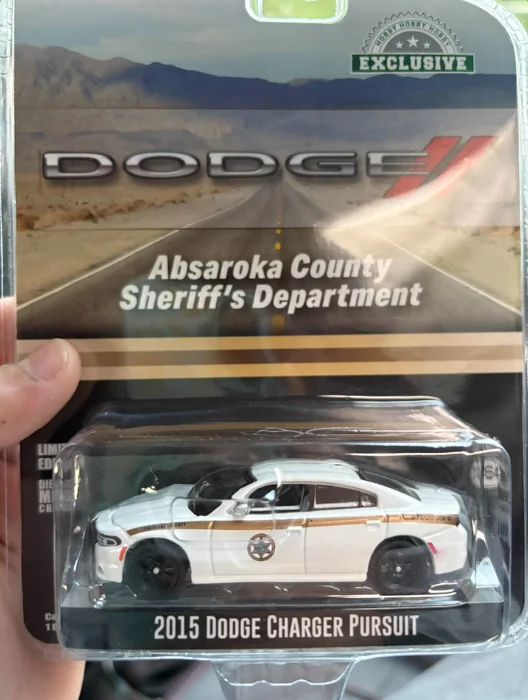 HOBBY HOBBY HOBBY
EXCLUSIVE
DODGE
Absaroka County
Sheriff's Department
2015 DODGE CHARGER PURSUIT